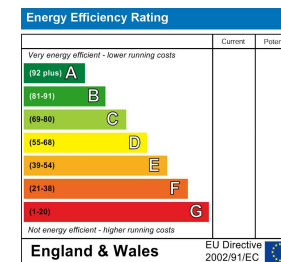 Energy Efficiency Rating
Current Poten
Very energy efficient - lower running costs
(92 plus) A
(81-91) B
(69-80) C
(55-68) D
(39-54) E
(21-38) F
(1-20) G
Not energy efficient - higher running costs
England & Wales
EU Directive
2002/91/EC